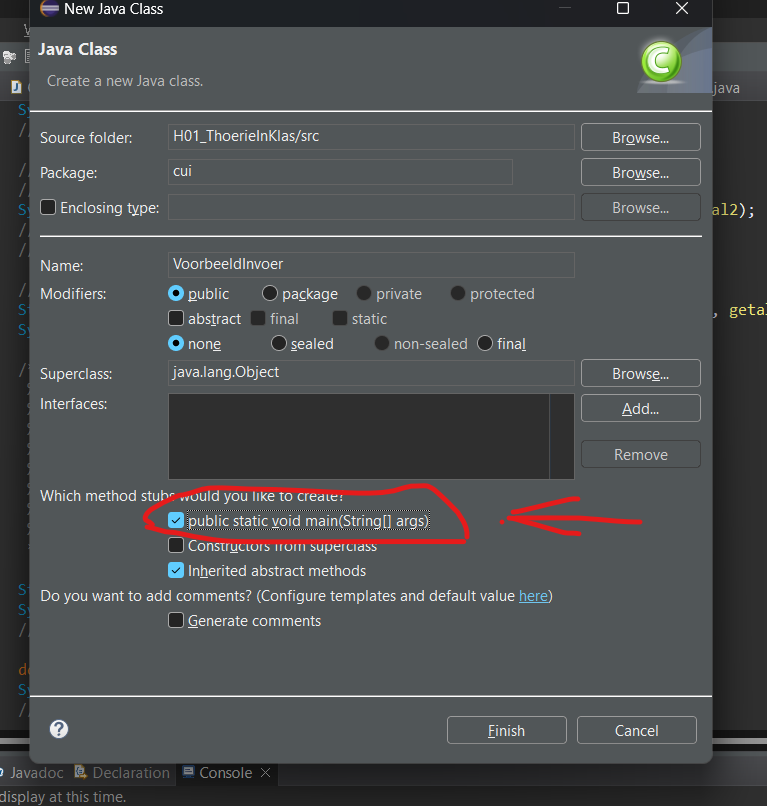 New Java Class
Java Class
Create a new Java class.
java
Source folder: H01_ThoerieInKlas/src Browse...
Package: cui Browse...
Enclosing type: Browse...
al2);
Name: VoorbeeldInvoer
Modifiers: public package private protected
, getal
abstract final static
none sealed non-sealed final
Superclass: java.lang.Object Browse...
Interfaces: Add...
Remove
Which method stubs would you like to create?
public static void main(String[] args)
Constructors from superclass
Inherited abstract methods
Do you want to add comments? (Configure templates and default value here)
Generate comments
Finish Cancel
Javadoc Declaration Console
display at this time.